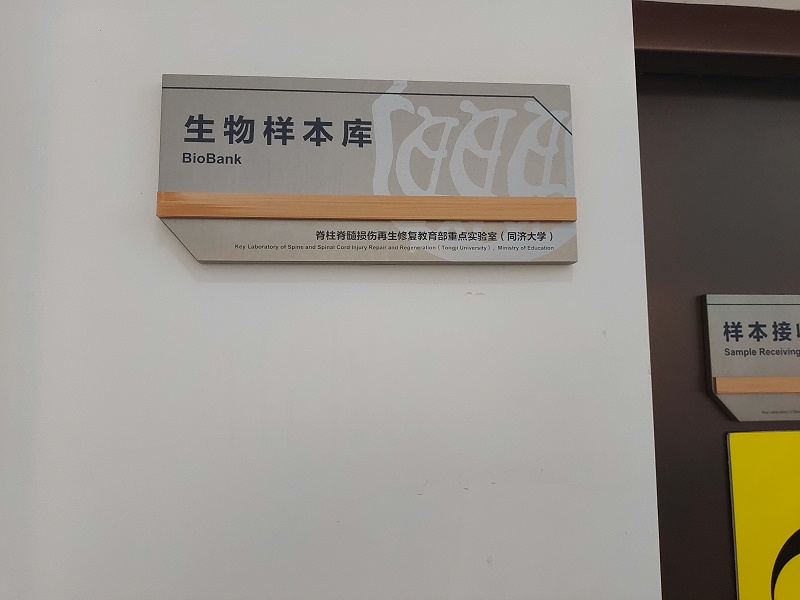 生物样本库
BioBank
脊柱脊髓损伤再生修复教育部重点实验室（同济大学）
Key Laboratory of Spine and Spinal Cord Injury Repair and Regeneration (Tongji University), Ministry of Education
样本接收
Sample Receiving